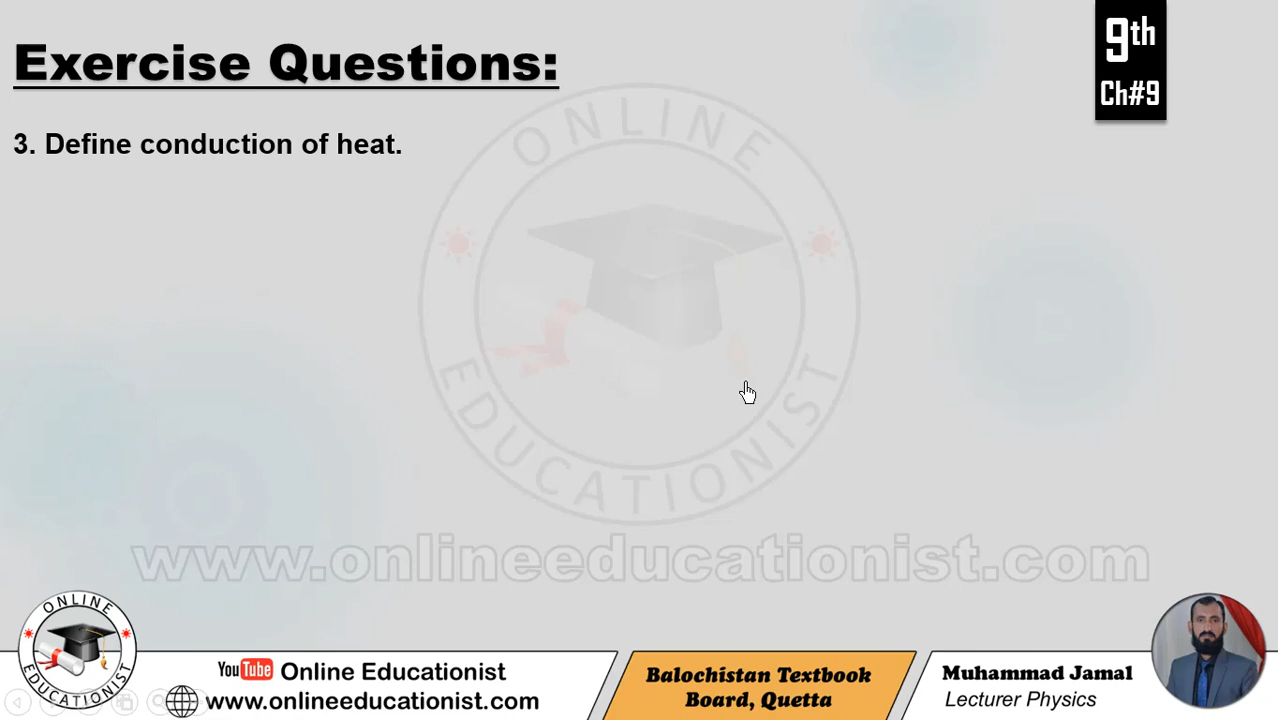 Exercise Questions:
9th
Ch#9
3. Define conduction of heat.
ONLINE
EDUCATIONIST
www.onlineeducationist.com
ONLINE
EDUCATIONIST
YouTube Online Educationist
www.onlineeducationist.com
Balochistan Textbook
Board, Quetta
Muhammad Jamal
Lecturer Physics